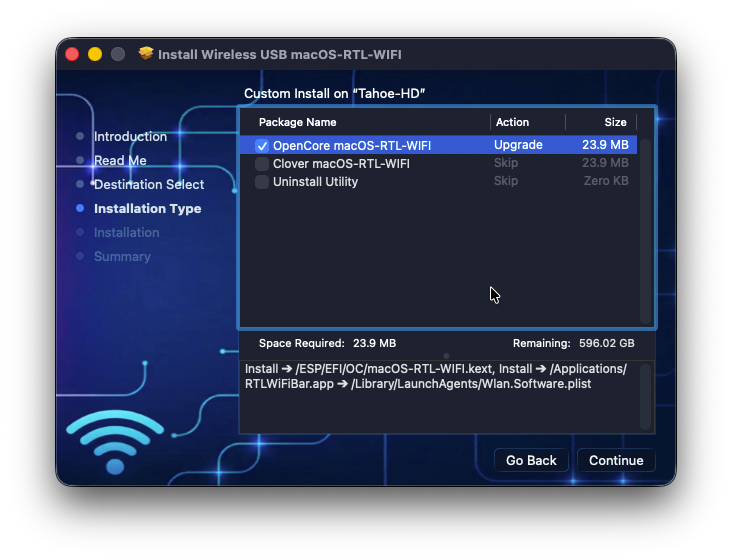 Install Wireless USB macOS-RTL-WIFI
Custom Install on “Tahoe-HD”
Introduction
Read Me
Destination Select
Installation Type
Installation
Summary
Package Name Action Size
OpenCore macOS-RTL-WIFI Upgrade 23.9 MB
Clover macOS-RTL-WIFI Skip 23.9 MB
Uninstall Utility Skip Zero KB
Space Required: 23.9 MB Remaining: 596.02 GB
Install ➔ /ESP/EFI/OC/macOS-RTL-WIFI.kext, Install ➔ /Applications/
RTLWiFiBar.app ➔ /Library/LaunchAgents/Wlan.Software.plist
Go Back Continue